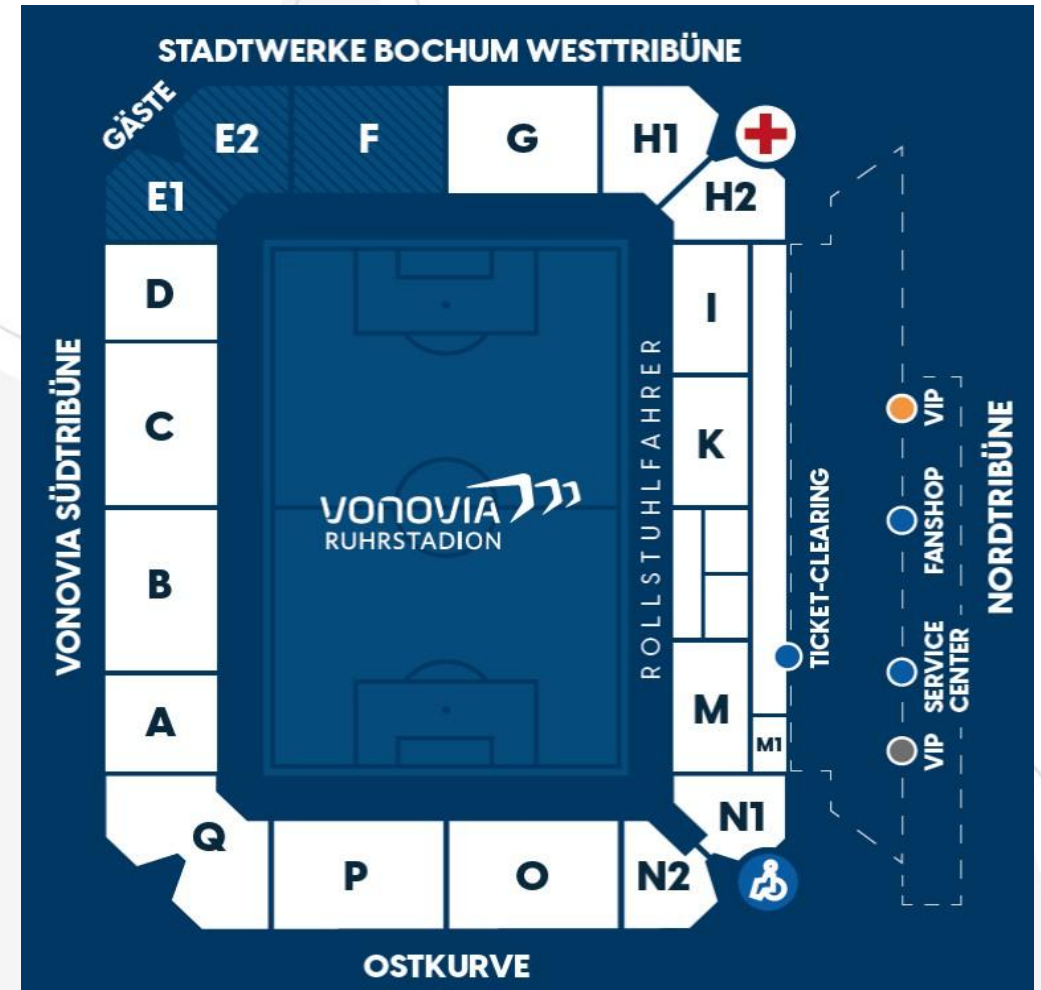 STADTWERKE BOCHUM WESTTRIBÜNE
GÄSTE
E2
F
G
H1
E1
H2
D
I
VONOVIA SÜDTRIBÜNE
C
K
ROLLSTUHLFAHRER
VONOVIA
RUHRSTADION
B
A
M
M1
TICKET-CLEARING
VIP
FANSHOP
SERVICE
CENTER
VIP
NORDTRIBÜNE
Q
P
O
N2
N1
OSTKURVE